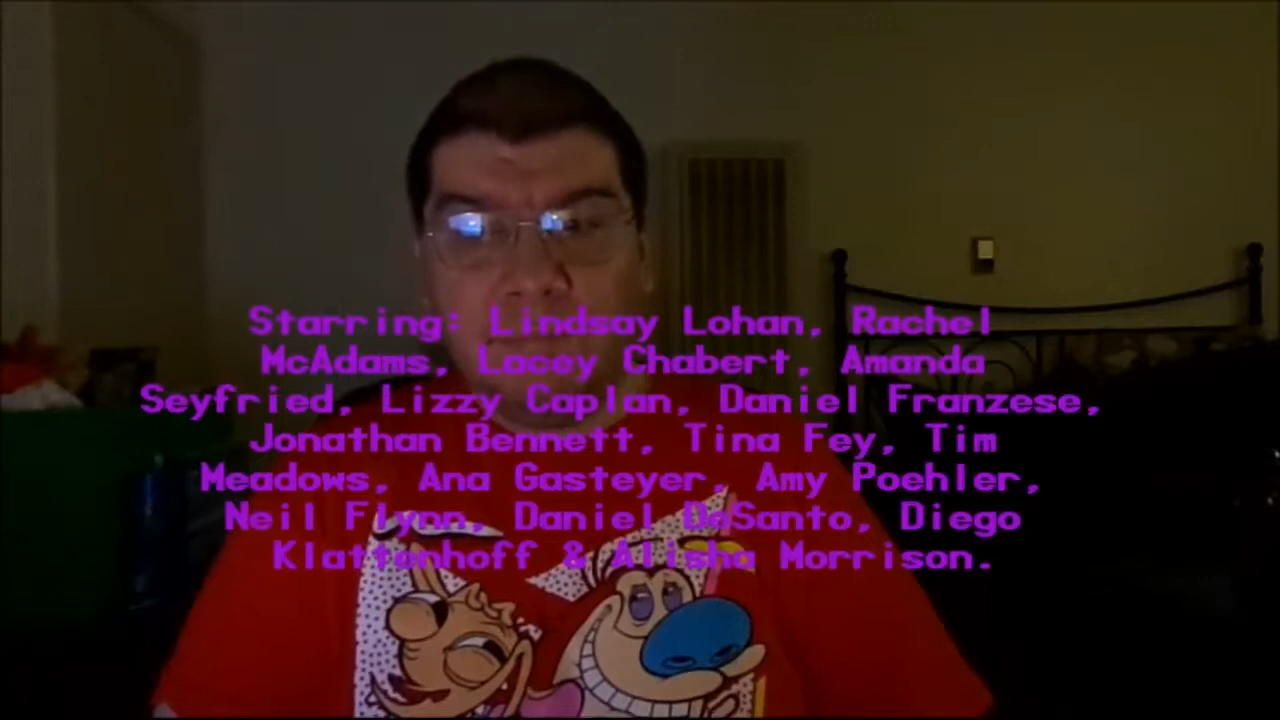 Starring: Lindsay Lohan, Rachel
McAdams, Lacey Chabert, Amanda
Seyfried, Lizzy Caplan, Daniel Franzese,
Jonathan Bennett, Tina Fey, Tim
Meadows, Ana Gasteyer, Amy Poehler,
Neil Flynn, Daniel DeSanto, Diego
Klattenhoff & Alisha Morrison.